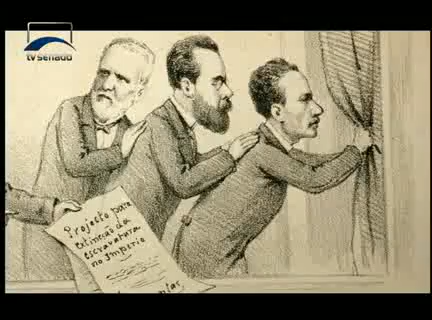 tv senado
Projecto para
extincção da
escravatura
no Imperio